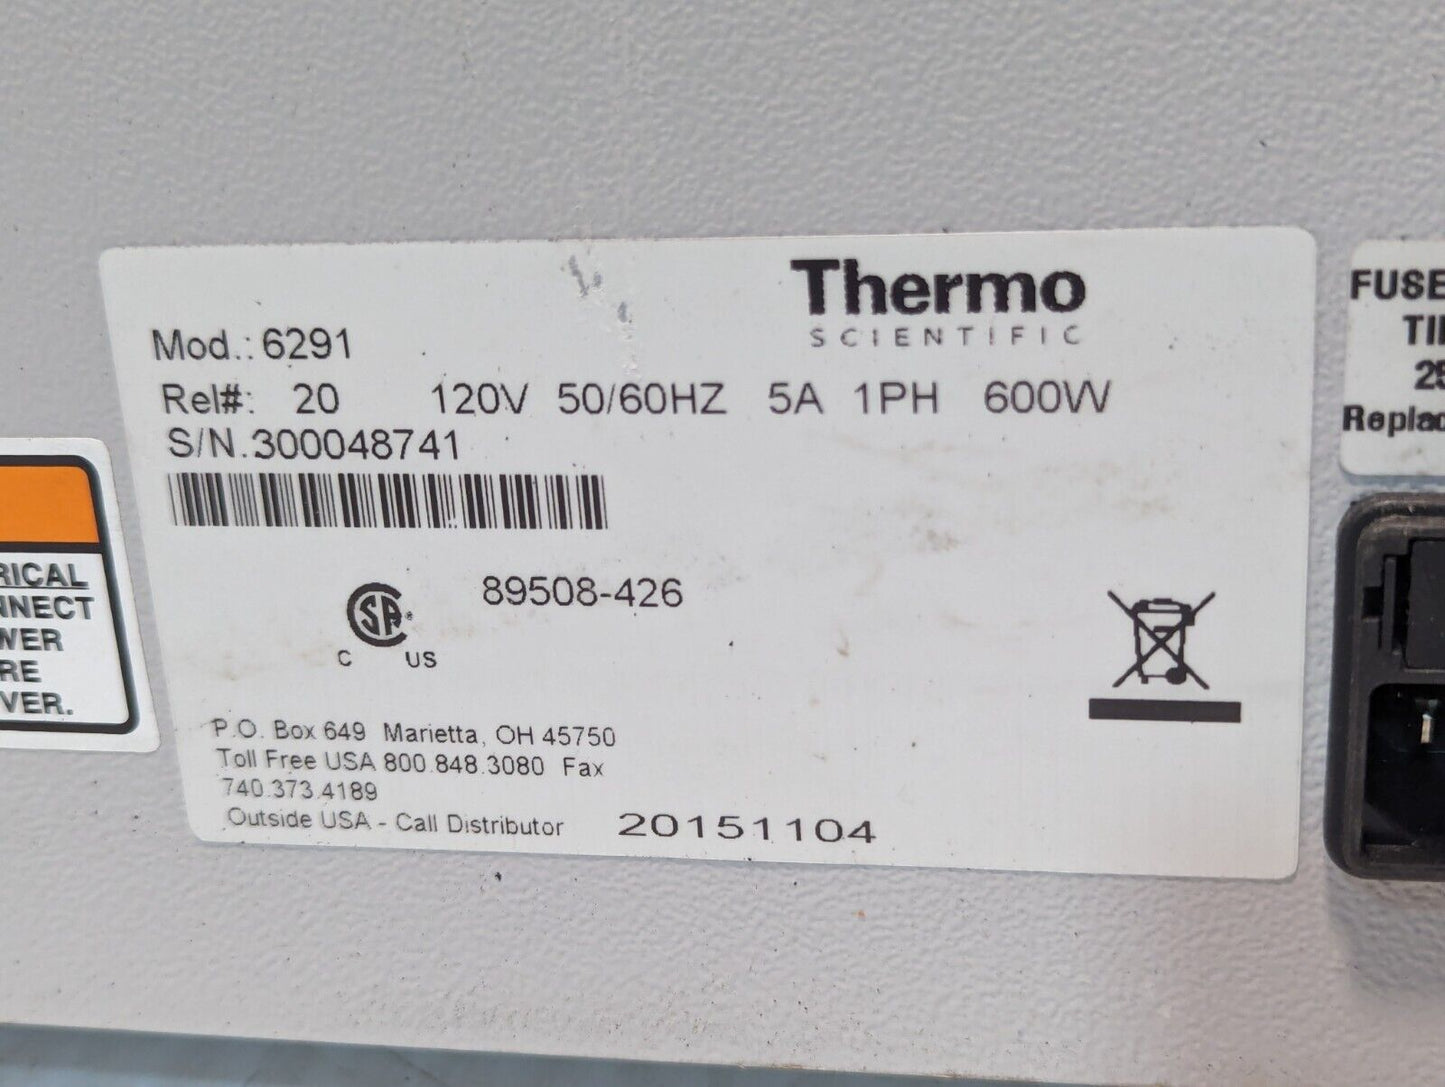 Thermo
SCIENTIFIC
Mod.: 6291
Rel#: 20 120V 50/60HZ 5A 1PH 600W
S/N.300048741
89508-426
C US
P.O. Box 649 Marietta, OH 45750
Toll Free USA 800.848.3080 Fax
740.373.4189
Outside USA - Call Distributor 20151104
RICAL
NNECT
WER
RE
VER.
FUSE
TI
25
Replac